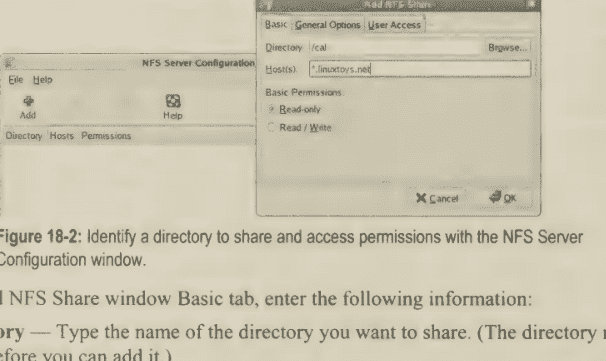 Add NFS Share
Basic General Options User Access
Directory /cal Browse...
Host(s): *.linuxtoys.net
Basic Permissions:
Read-only
Read / Write
Cancel OK
NFS Server Configuration
File Help
Add Help
Directory Hosts Permissions
Figure 18-2: Identify a directory to share and access permissions with the NFS Server
Configuration window.
NFS Share window Basic tab, enter the following information:
— Type the name of the directory you want to share. (The directory
before you can add it.)